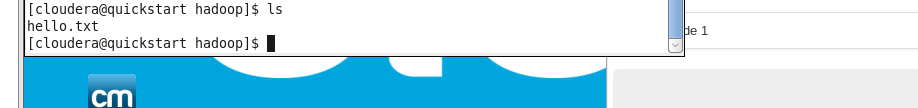 [cloudera@quickstart hadoop]$ ls
hello.txt
[cloudera@quickstart hadoop]$
de 1
cm